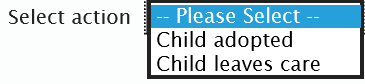 Select action -- Please Select --
Child adopted
Child leaves care